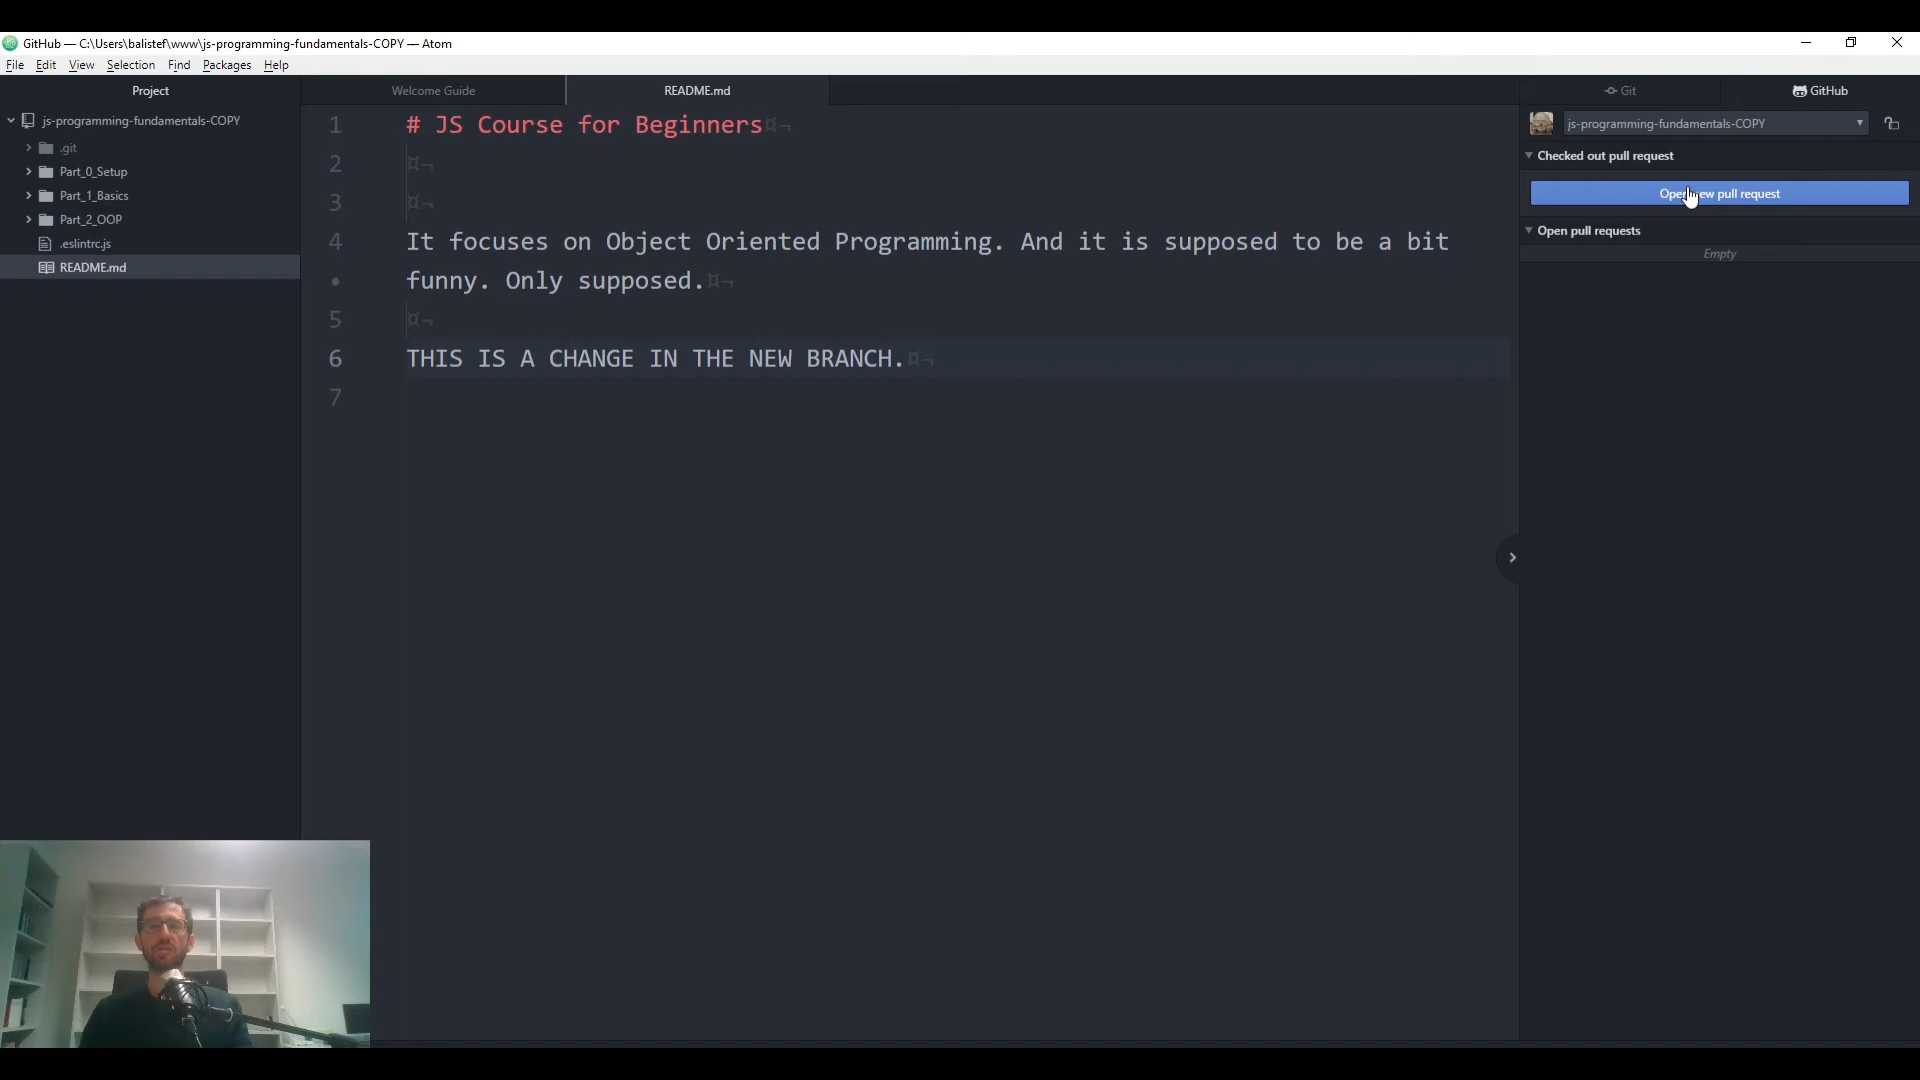 GitHub — C:\Users\balistef\www\js-programming-fundamentals-COPY — Atom
File Edit View Selection Find Packages Help
Project
js-programming-fundamentals-COPY
.git
Part_0_Setup
Part_1_Basics
Part_2_OOP
.eslintrc.js
README.md
Welcome Guide
README.md
1 # JS Course for Beginners
2
3
4 It focuses on Object Oriented Programming. And it is supposed to be a bit
funny. Only supposed.
5
6 THIS IS A CHANGE IN THE NEW BRANCH.
7
Git
GitHub
js-programming-fundamentals-COPY
Checked out pull request
Open new pull request
Open pull requests
Empty